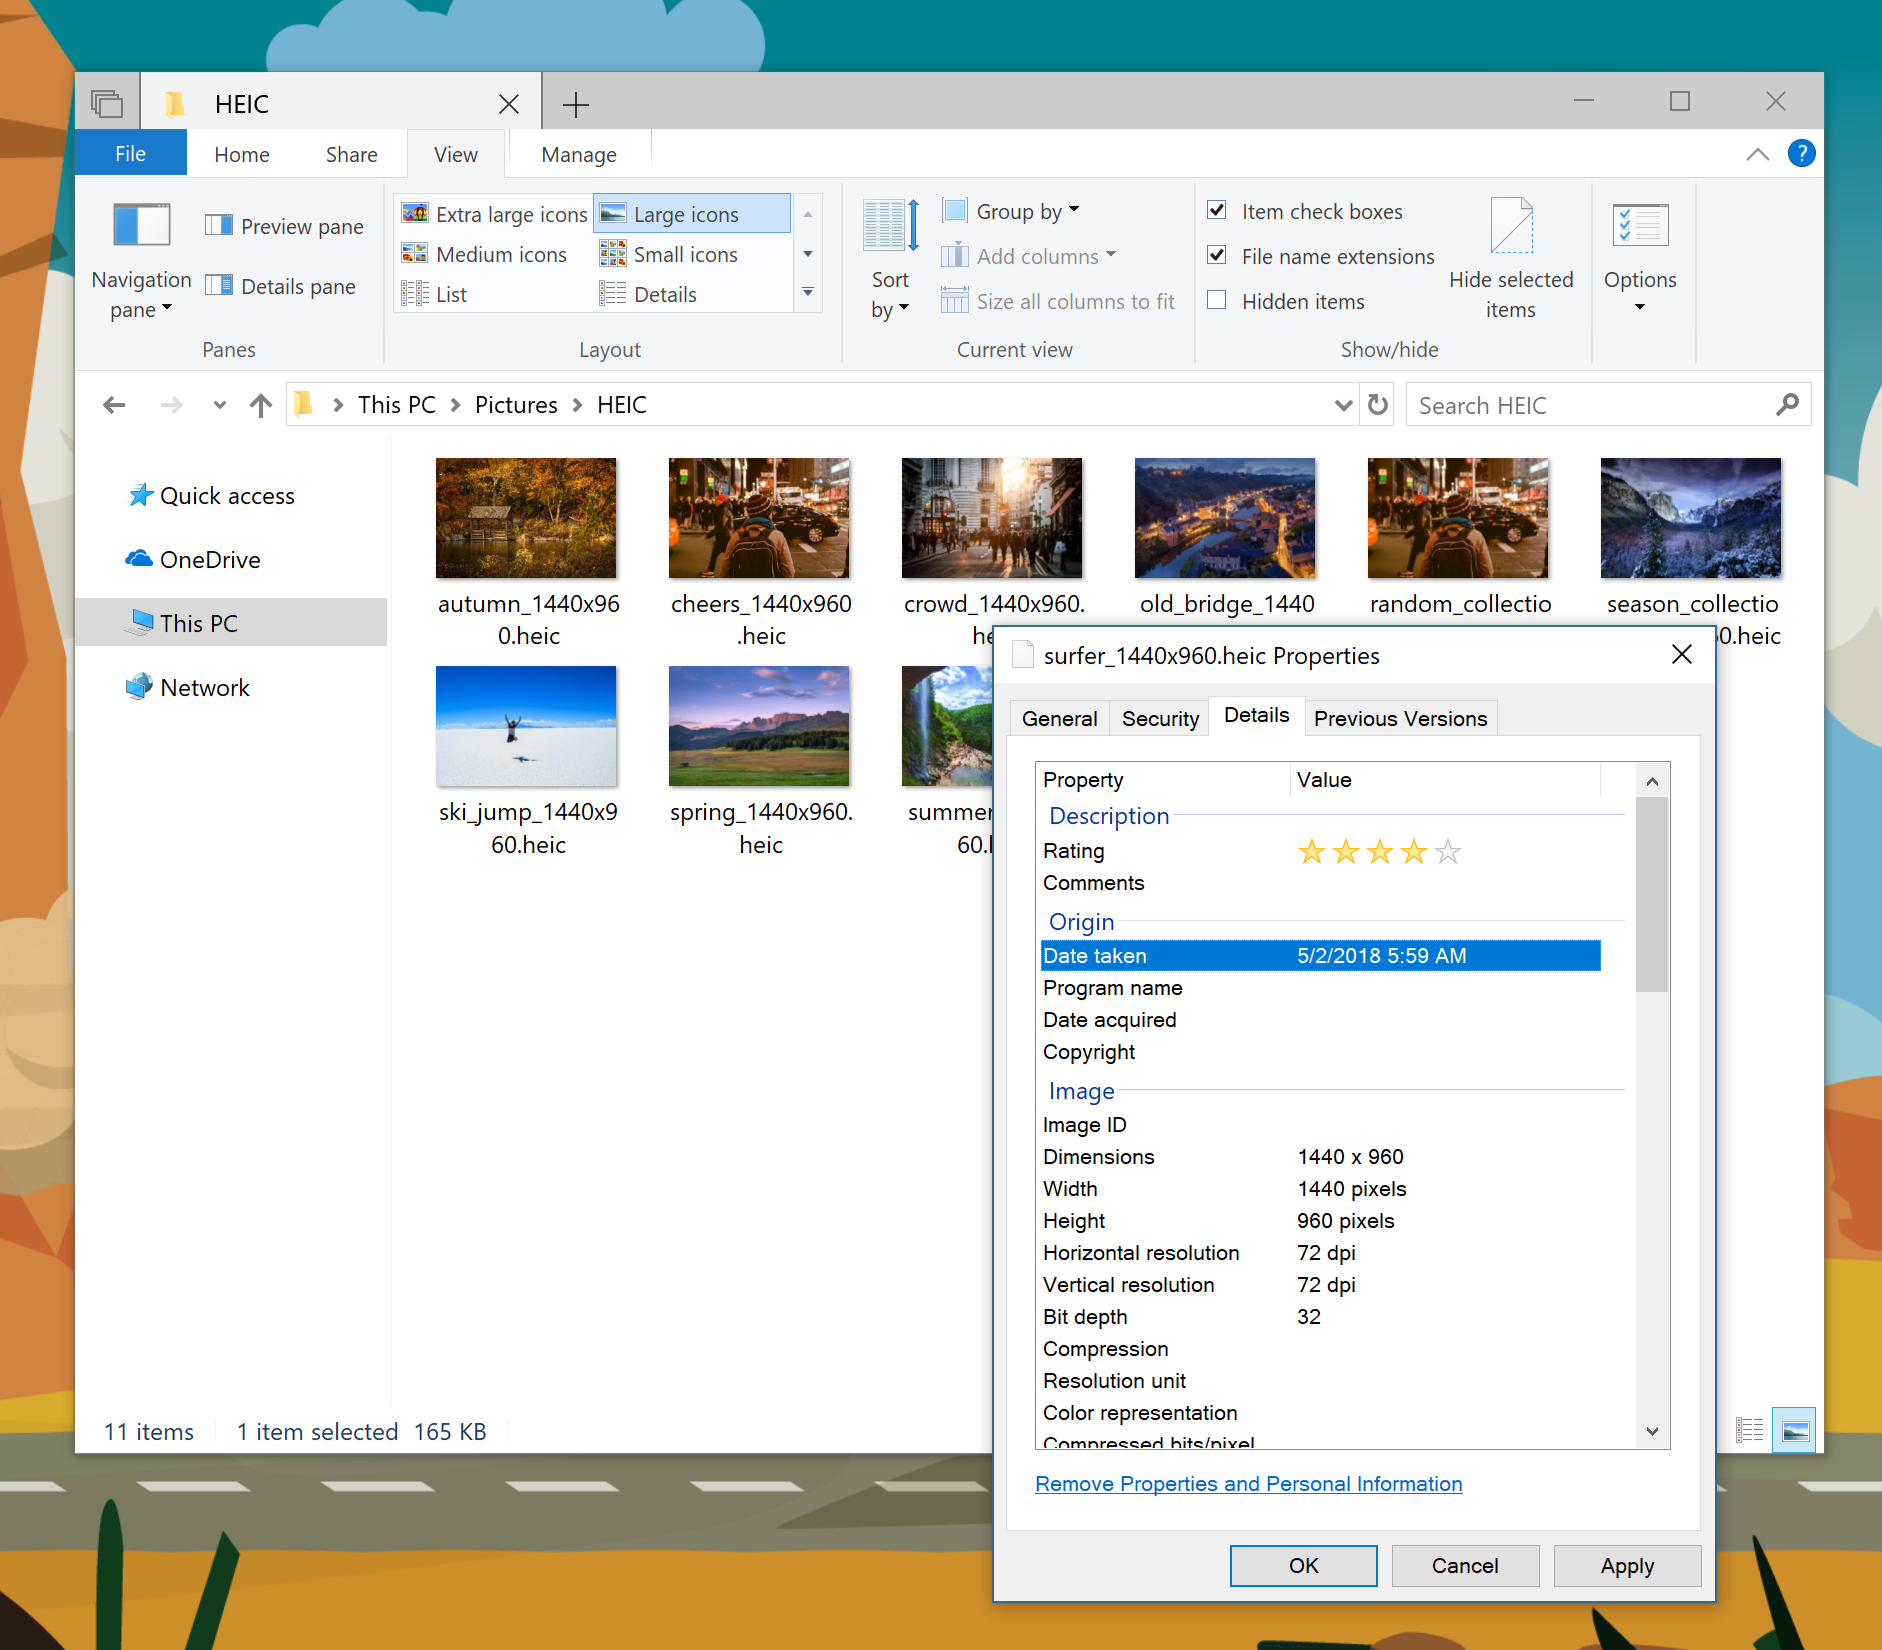 HEIC
File Home Share View Manage
?
Navigation pane
Preview pane
Details pane
Panes
Extra large icons Large icons
Medium icons Small icons
List Details
Layout
Sort by
Group by
Add columns
Size all columns to fit
Current view
Item check boxes
File name extensions
Hidden items
Hide selected items
Show/hide
Options
This PC Pictures HEIC
Search HEIC
Quick access
OneDrive
This PC
Network
autumn_1440x96
0.heic
cheers_1440x960
.heic
crowd_1440x960.
he
old_bridge_1440
random_collectio
season_collectio
0.heic
ski_jump_1440x9
60.heic
spring_1440x960.
heic
summer
60.
surfer_1440x960.heic Properties
General Security Details Previous Versions
Property Value
Description
Rating
Comments
Origin
Date taken 5/2/2018 5:59 AM
Program name
Date acquired
Copyright
Image
Image ID
Dimensions 1440 x 960
Width 1440 pixels
Height 960 pixels
Horizontal resolution 72 dpi
Vertical resolution 72 dpi
Bit depth 32
Compression
Resolution unit
Color representation
Compressed bits/pixel
Remove Properties and Personal Information
OK Cancel Apply
11 items 1 item selected 165 KB